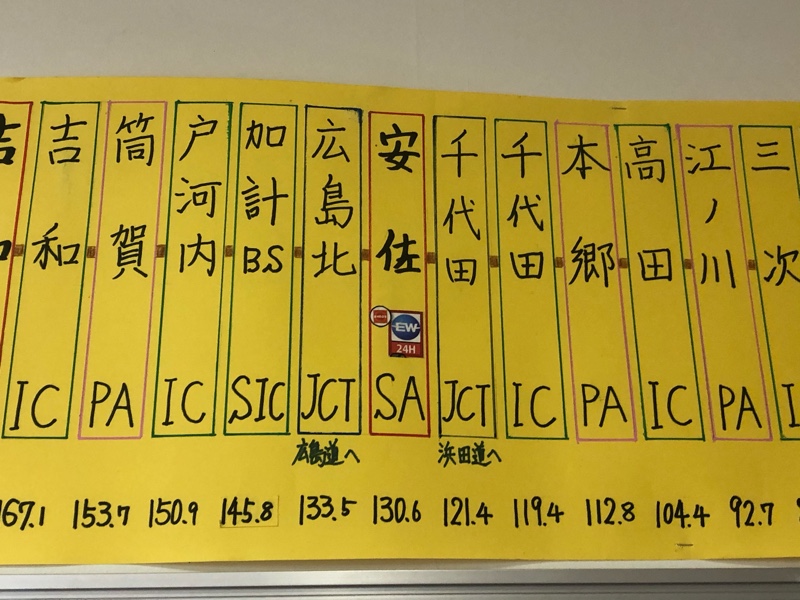 吉和 IC 167.1
筒賀 PA 153.7
戸河内 IC 150.9
加計BS SIC 145.8
広島北 JCT 広島道へ 133.5
安佐 EW 24H SA 130.6
千代田 JCT 浜田道へ 121.4
千代田 IC 119.4
本郷 PA 112.8
高田 IC 104.4
江ノ川 PA 92.7
三次